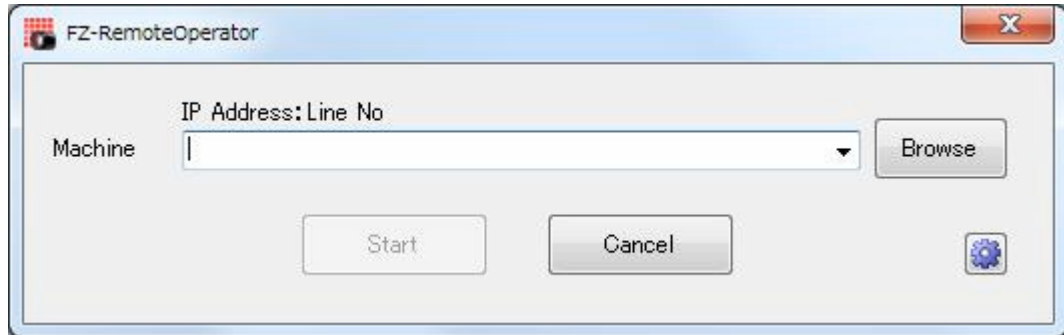 FZ-RemoteOperator
IP Address:Line No
Machine
Browse
Start
Cancel